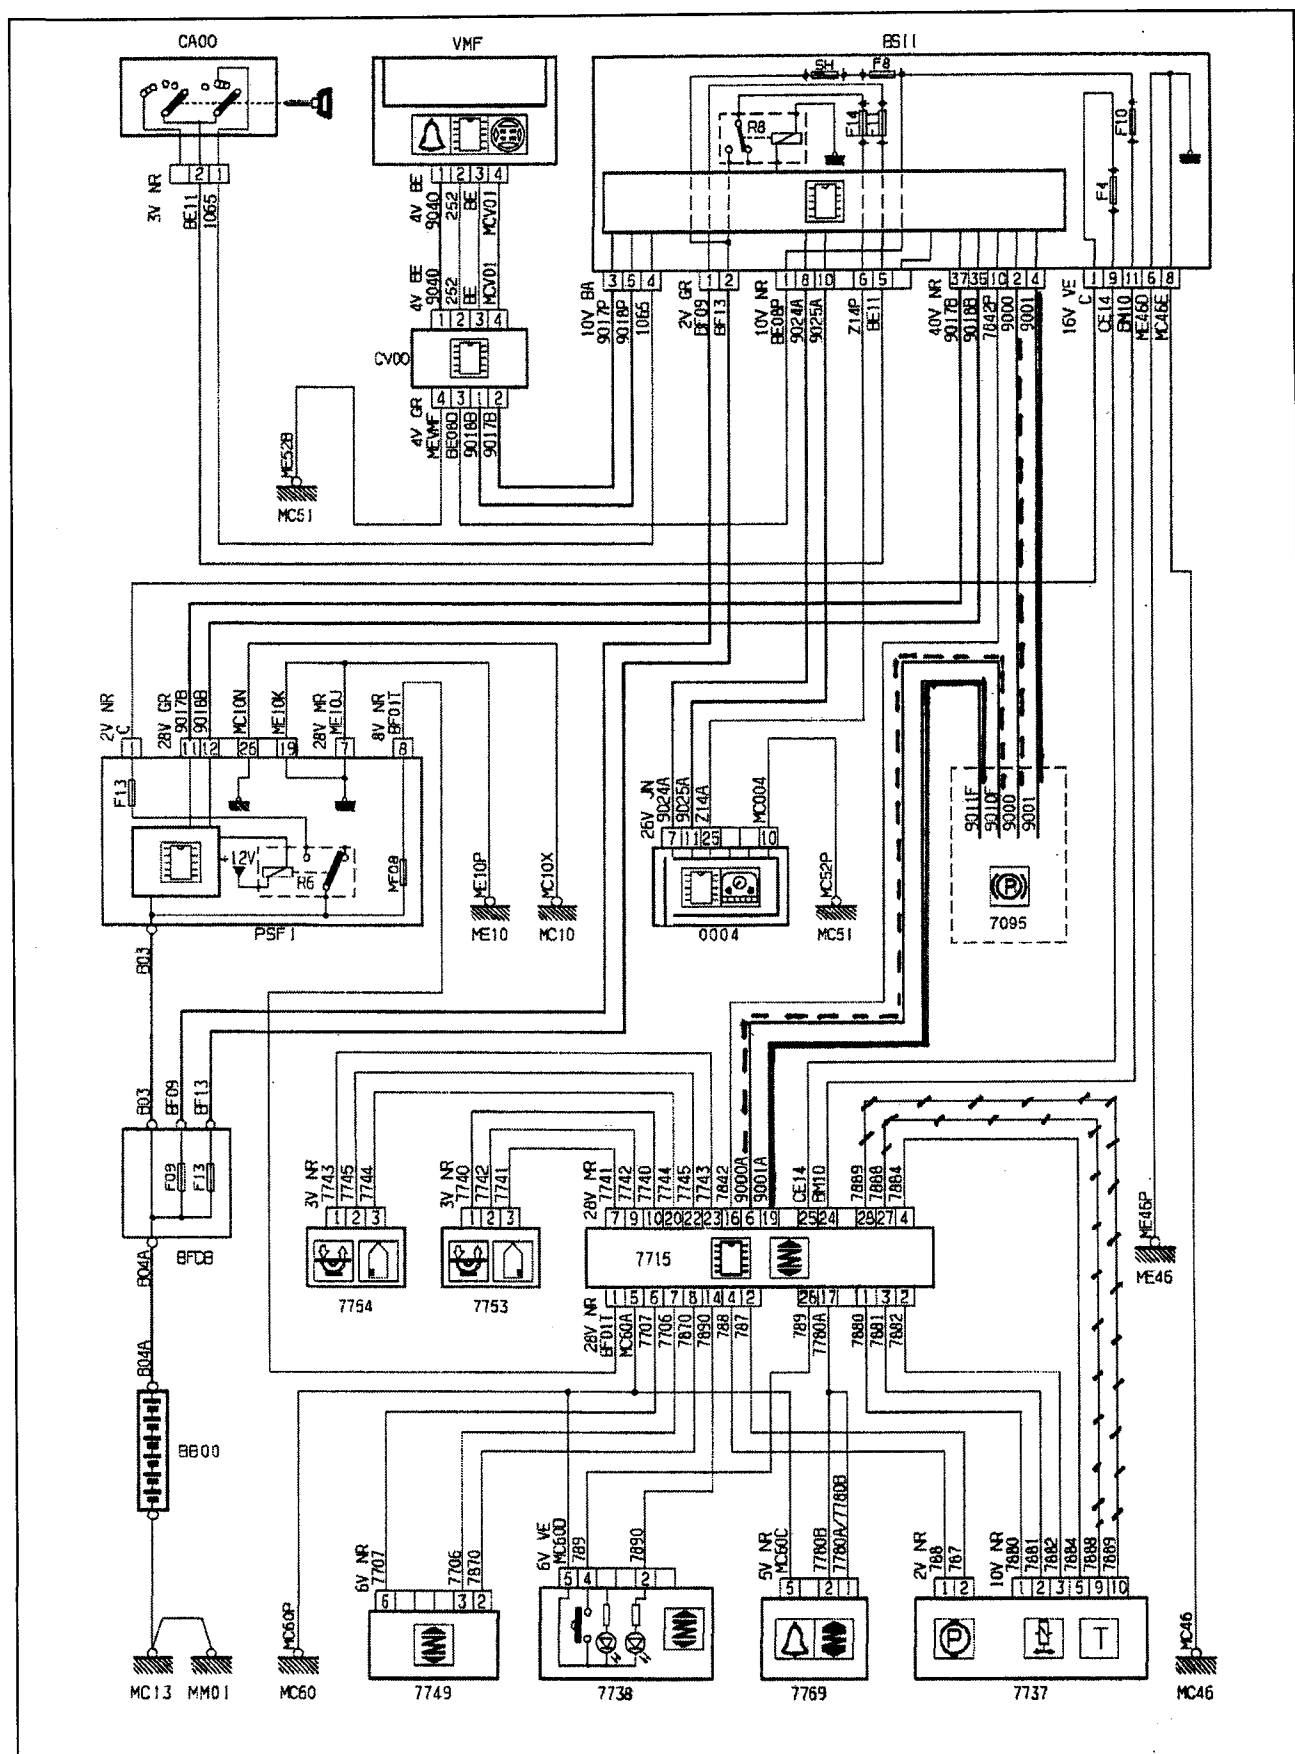 CA00
VMF
BSI1
SH
F8
R8
F14
F11
F10
F4
3V NR
2
1
BE11
1065
4V BE
1 2 3 4
9040
252
BE
MCV01
4V BE
9040
252
BE
MCV01
1 2 3 4
CV00
4 3 1 2
4V GR
MEVMF
BE08D
9018B
9017B
ME52B
MC51
3 5 4
10V BA
9017P
9018P
1065
1 2
2V GR
BF09
BF13
1 8 10 6 5
10V NR
BE08P
9024A
9025A
Z14P
BE11
37 36 10 2 4
40V NR
9017B
9018B
7842P
9000
9001
1 9 11 6 8
16V VE
C
CE14
BM10
ME46D
MC46E
2V NR
C
28V GR
9017B
9018B
MC10N
ME10K
28V MR
ME10J
8V NR
BF01T
1 11 12 26 19 7 8
F13
+12V
R6
MF08
PSF1
ME10P
ME10
MC10X
MC10
26V JN
9024A
9025A
Z14A
MC004
7 11 25 10
0004
MC52P
MC51
9011F
9010F
9000
9001
P
7095
B03
B03
BF09
BF13
F09
F13
BFDB
B04A
B04A
BB00
MC13
MM01
3V NR
7743
7745
7744
1 2 3
7754
3V NR
7740
7742
7741
1 2 3
7753
28V MR
7741
7742
7740
7744
7745
7743
7842
9000A
9001A
CE14
BM10
7889
7888
7884
7 9 10 20 22 23 16 6 19 25 24 28 27 4
7715
1 5 6 7 8 14 4 2 26 17 1 3 2
28V NR
BF01T
MC60A
7707
7706
7870
7890
788
787
789
7780A
7880
7881
7882
ME46P
ME46
6V NR
7707
7706
7870
6 3 2
7749
MC60P
MC60
6V VE
MC60D
789
7890
5 4 2
7738
5V NR
MC60C
7780B
7780A/7780B
5 2 1
7769
2V NR
788
787
1 2
10V NR
7880
7881
7882
7884
7888
7889
1 2 3 5 9 10
P
T
7737
MC46
MC46